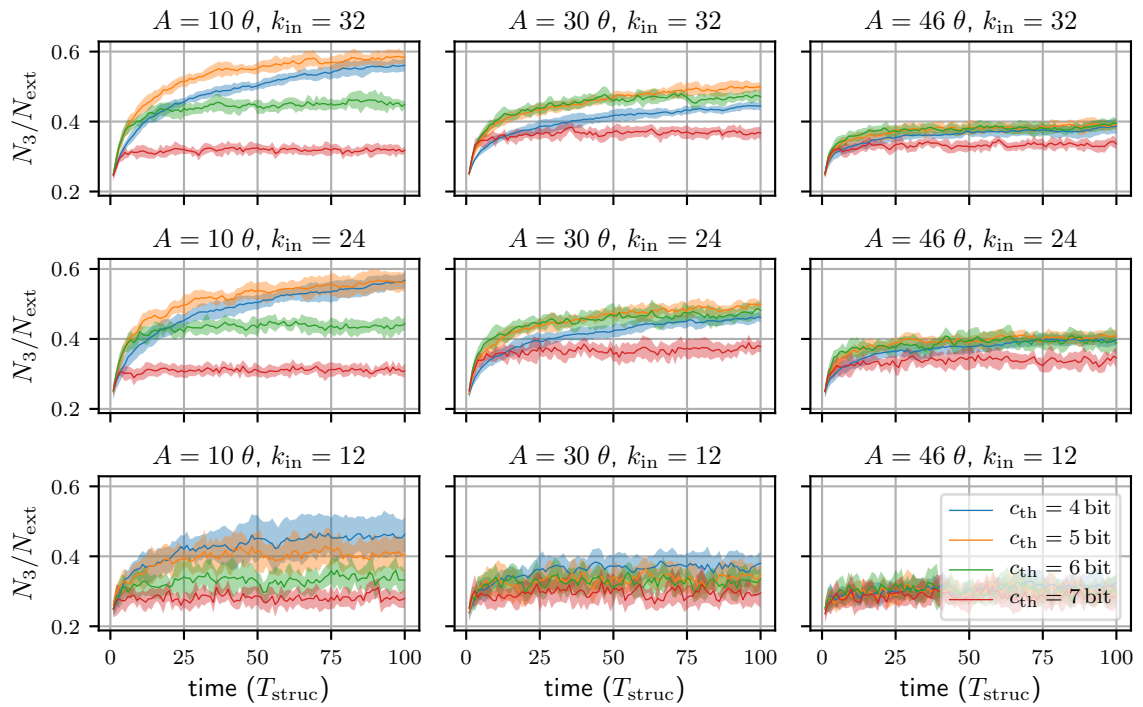 A = 10 θ, k_in = 32 A = 30 θ, k_in = 32 A = 46 θ, k_in = 32
0.6
0.4
0.2
N_3/N_ext
A = 10 θ, k_in = 24 A = 30 θ, k_in = 24 A = 46 θ, k_in = 24
0.6
0.4
0.2
N_3/N_ext
A = 10 θ, k_in = 12 A = 30 θ, k_in = 12 A = 46 θ, k_in = 12
0.6
0.4
0.2
N_3/N_ext
c_th = 4 bit
c_th = 5 bit
c_th = 6 bit
c_th = 7 bit
0 25 50 75 100 0 25 50 75 100 0 25 50 75 100
time (T_struc) time (T_struc) time (T_struc)